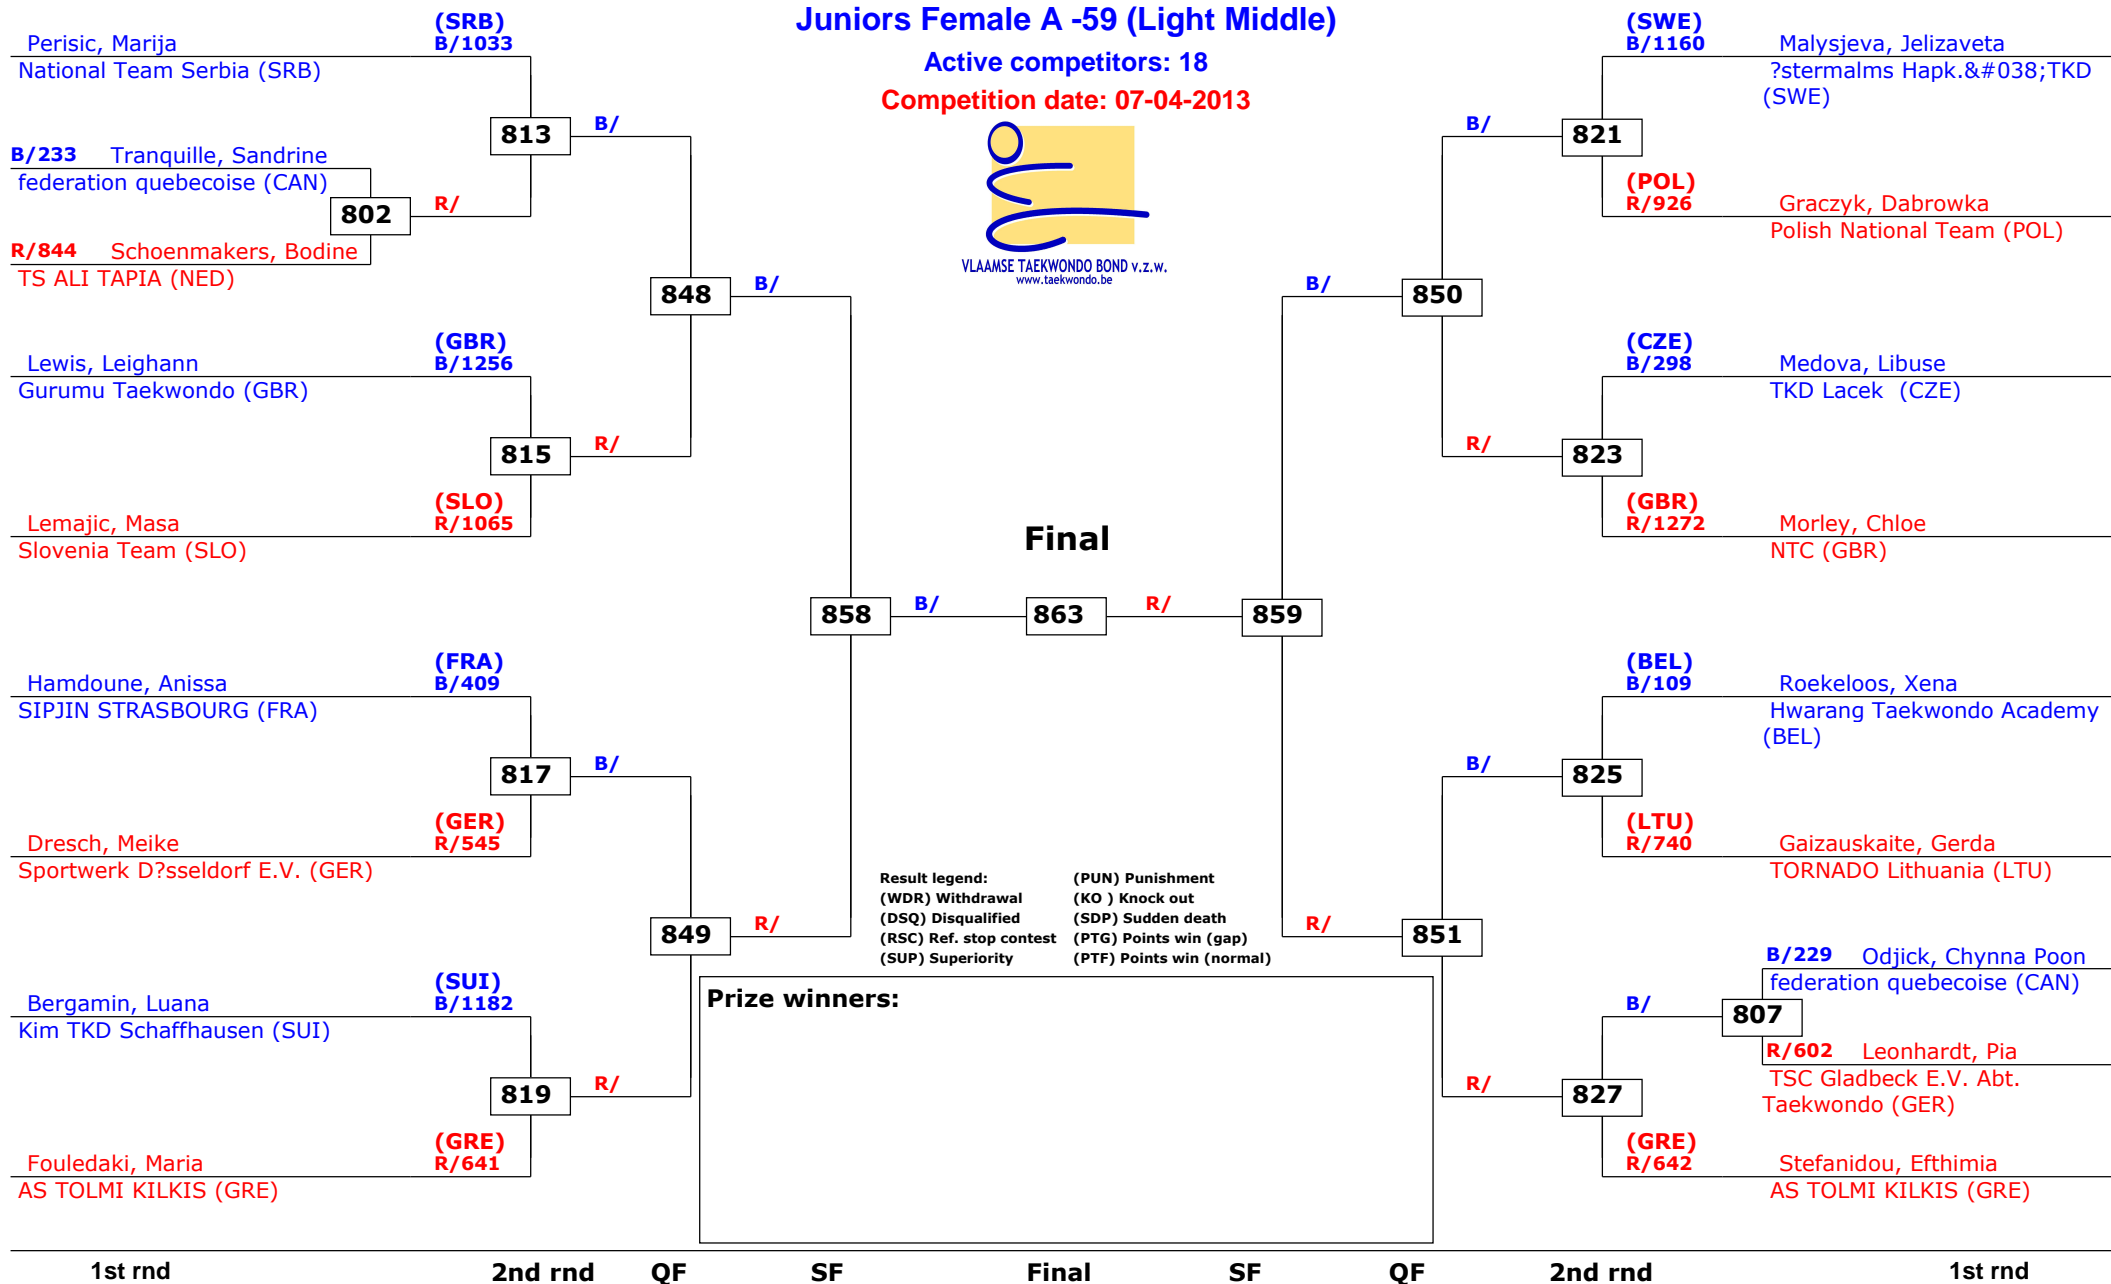 Juniors Female A -59 (Light Middle)
Active competitors: 18
Competition date: 07-04-2013
VLAAMSE TAEKWONDO BOND v.z.w.
www.taekwondo.be
(SRB)
Perisic, Marija B/1033
National Team Serbia (SRB)
813
B/
B/233 Tranquille, Sandrine
federation quebecoise (CAN)
802
R/
R/844 Schoenmakers, Bodine
TS ALI TAPIA (NED)
848
B/
(GBR)
Lewis, Leighann B/1256
Gurumu Taekwondo (GBR)
815
R/
(SLO)
Lemajic, Masa R/1065
Slovenia Team (SLO)
858
B/
(FRA)
Hamdoune, Anissa B/409
SIPJIN STRASBOURG (FRA)
817
B/
(GER)
Dresch, Meike R/545
Sportwerk D?sseldorf E.V. (GER)
849
R/
(SUI)
Bergamin, Luana B/1182
Kim TKD Schaffhausen (SUI)
819
R/
(GRE)
Fouledaki, Maria R/641
AS TOLMI KILKIS (GRE)
Final
863
R/
859
(SWE)
B/1160 Malysjeva, Jelizaveta
?stermalms Hapk.&#038;TKD
(SWE)
B/
821
(POL)
R/926 Graczyk, Dabrowka
Polish National Team (POL)
B/
850
(CZE)
B/298 Medova, Libuse
TKD Lacek (CZE)
R/
823
(GBR)
R/1272 Morley, Chloe
NTC (GBR)
(BEL)
B/109 Roekeloos, Xena
Hwarang Taekwondo Academy
(BEL)
B/
825
(LTU)
R/740 Gaizauskaite, Gerda
TORNADO Lithuania (LTU)
R/
851
B/229 Odjick, Chynna Poon
federation quebecoise (CAN)
B/
807
R/602 Leonhardt, Pia
TSC Gladbeck E.V. Abt.
Taekwondo (GER)
R/
827
(GRE)
R/642 Stefanidou, Efthimia
AS TOLMI KILKIS (GRE)
Result legend: (PUN) Punishment
(WDR) Withdrawal (KO ) Knock out
(DSQ) Disqualified (SDP) Sudden death
(RSC) Ref. stop contest (PTG) Points win (gap)
(SUP) Superiority (PTF) Points win (normal)
Prize winners:
1st rnd 2nd rnd QF SF Final SF QF 2nd rnd 1st rnd